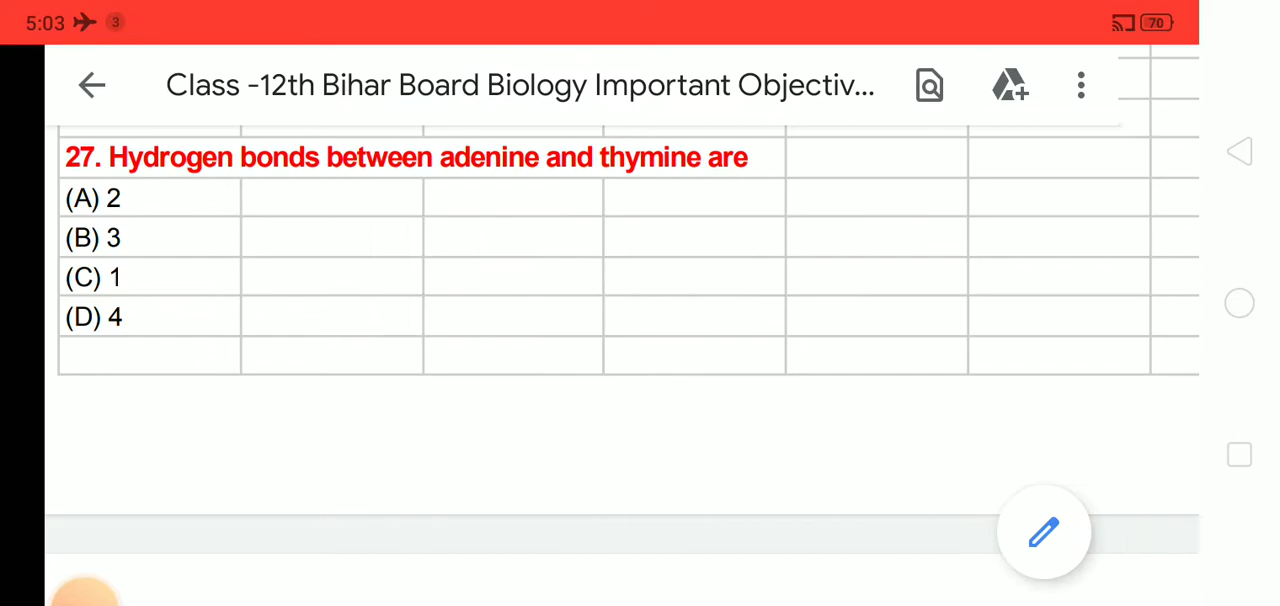 5:03 3 70
Class -12th Bihar Board Biology Important Objectiv...
27. Hydrogen bonds between adenine and thymine are
(A) 2
(B) 3
(C) 1
(D) 4